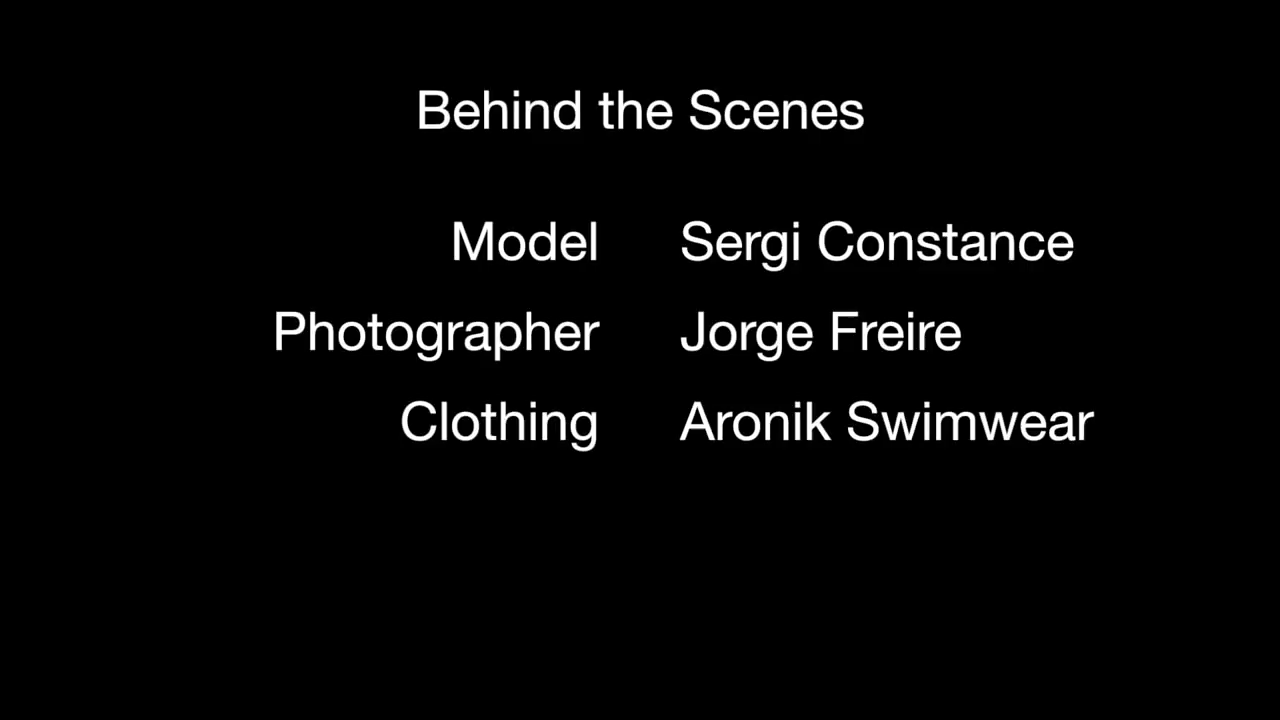 Behind the Scenes
Model Sergi Constance
Photographer Jorge Freire
Clothing Aronik Swimwear